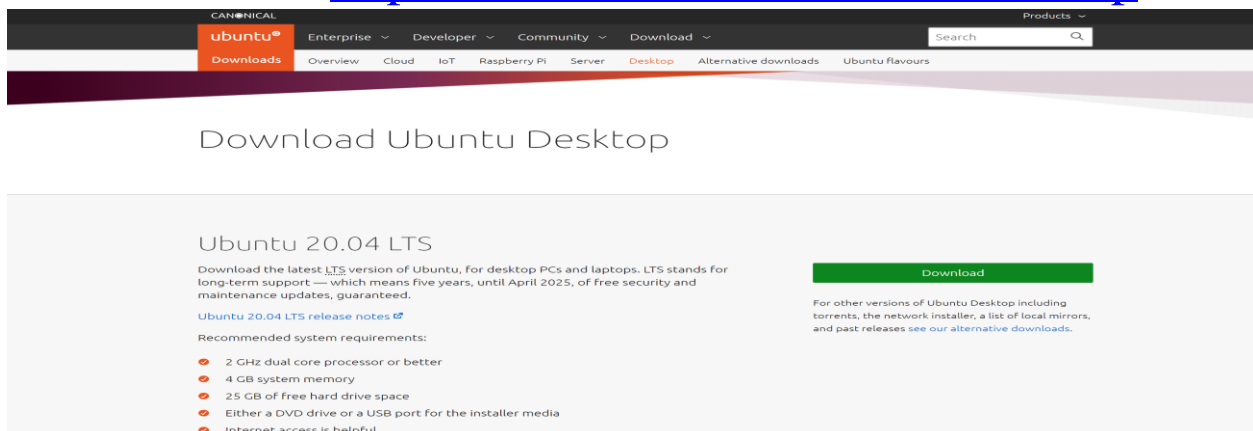 CANONICAL
Products
ubuntu®
Enterprise
Developer
Community
Download
Search
Downloads
Overview
Cloud
IoT
Raspberry Pi
Server
Desktop
Alternative downloads
Ubuntu flavours
Download Ubuntu Desktop
Ubuntu 20.04 LTS
Download the latest LTS version of Ubuntu, for desktop PCs and laptops. LTS stands for
long-term support — which means five years, until April 2025, of free security and
maintenance updates, guaranteed.
Ubuntu 20.04 LTS release notes
Recommended system requirements:
2 GHz dual core processor or better
4 GB system memory
25 GB of free hard drive space
Either a DVD drive or a USB port for the installer media
Internet access is helpful
Download
For other versions of Ubuntu Desktop including
torrents, the network installer, a list of local mirrors,
and past releases see our alternative downloads.